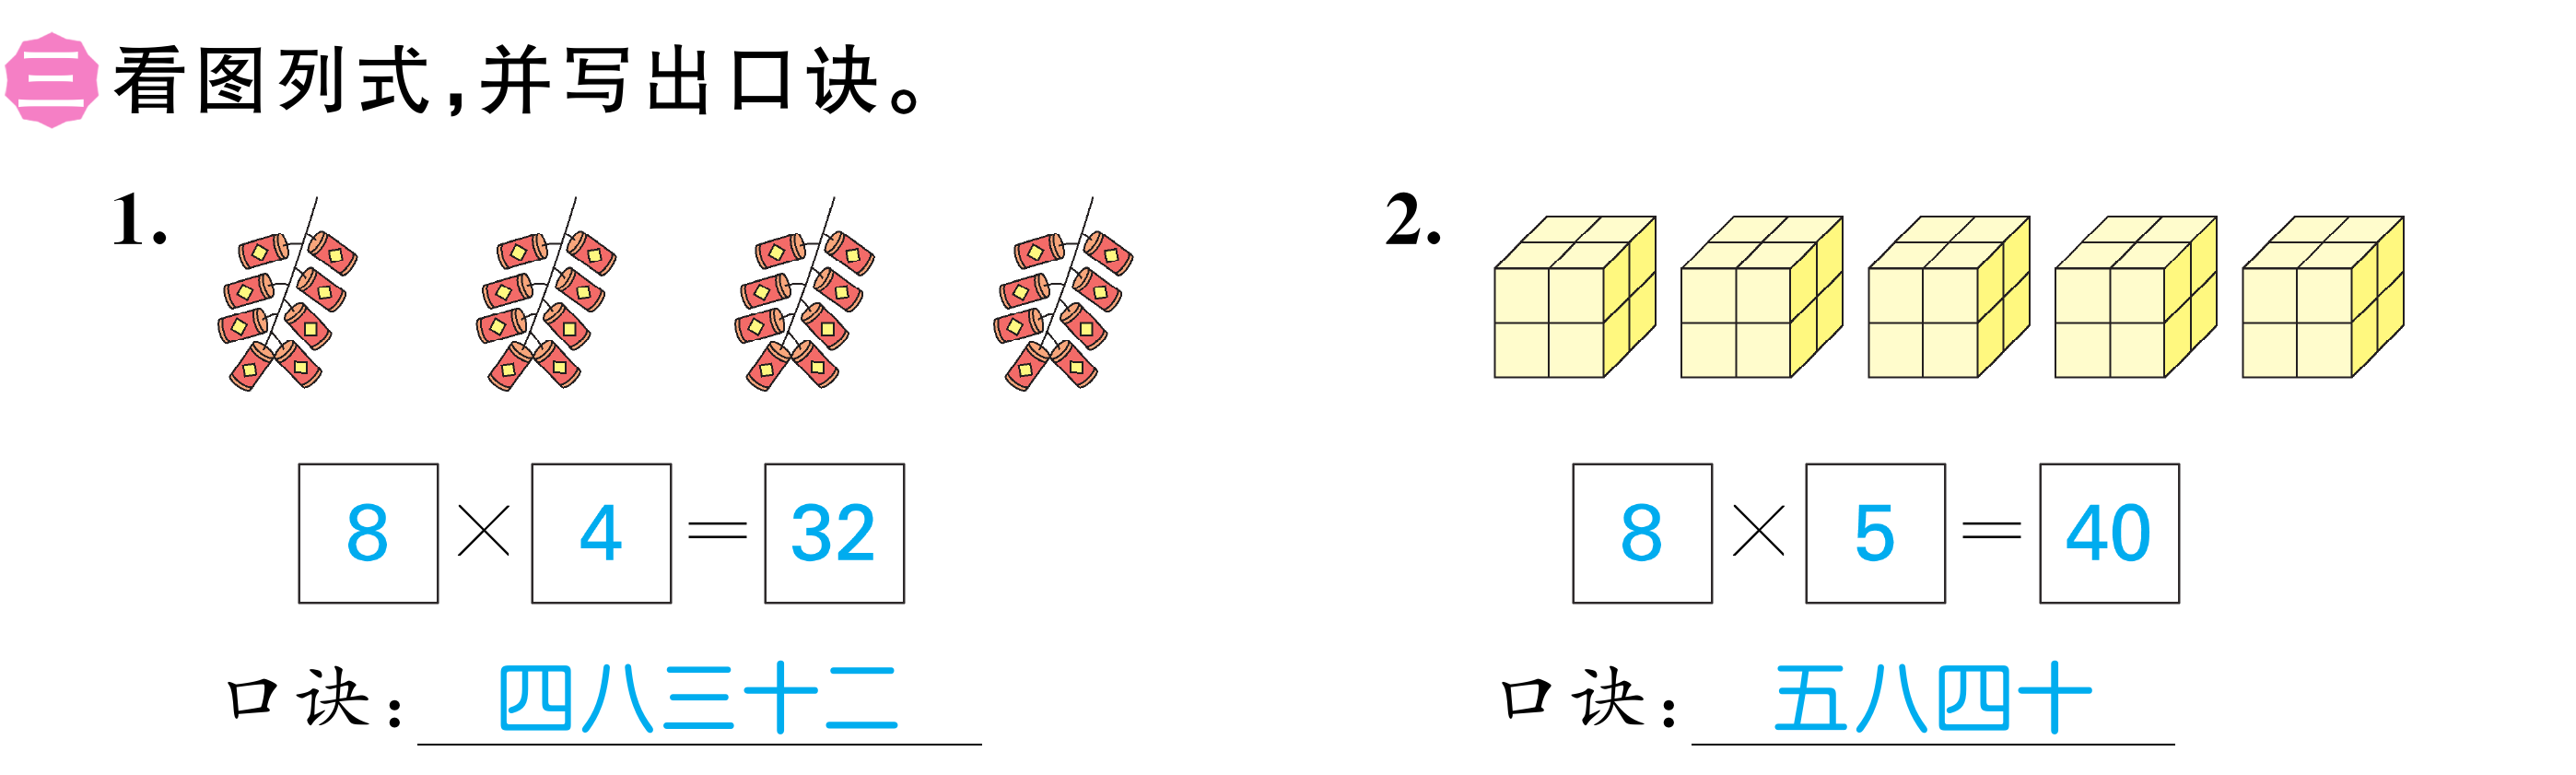 三 看图列式,并写出口诀。
1.
2.
8 × 4 = 32
8 × 5 = 40
口诀: 四八三十二
口诀: 五八四十